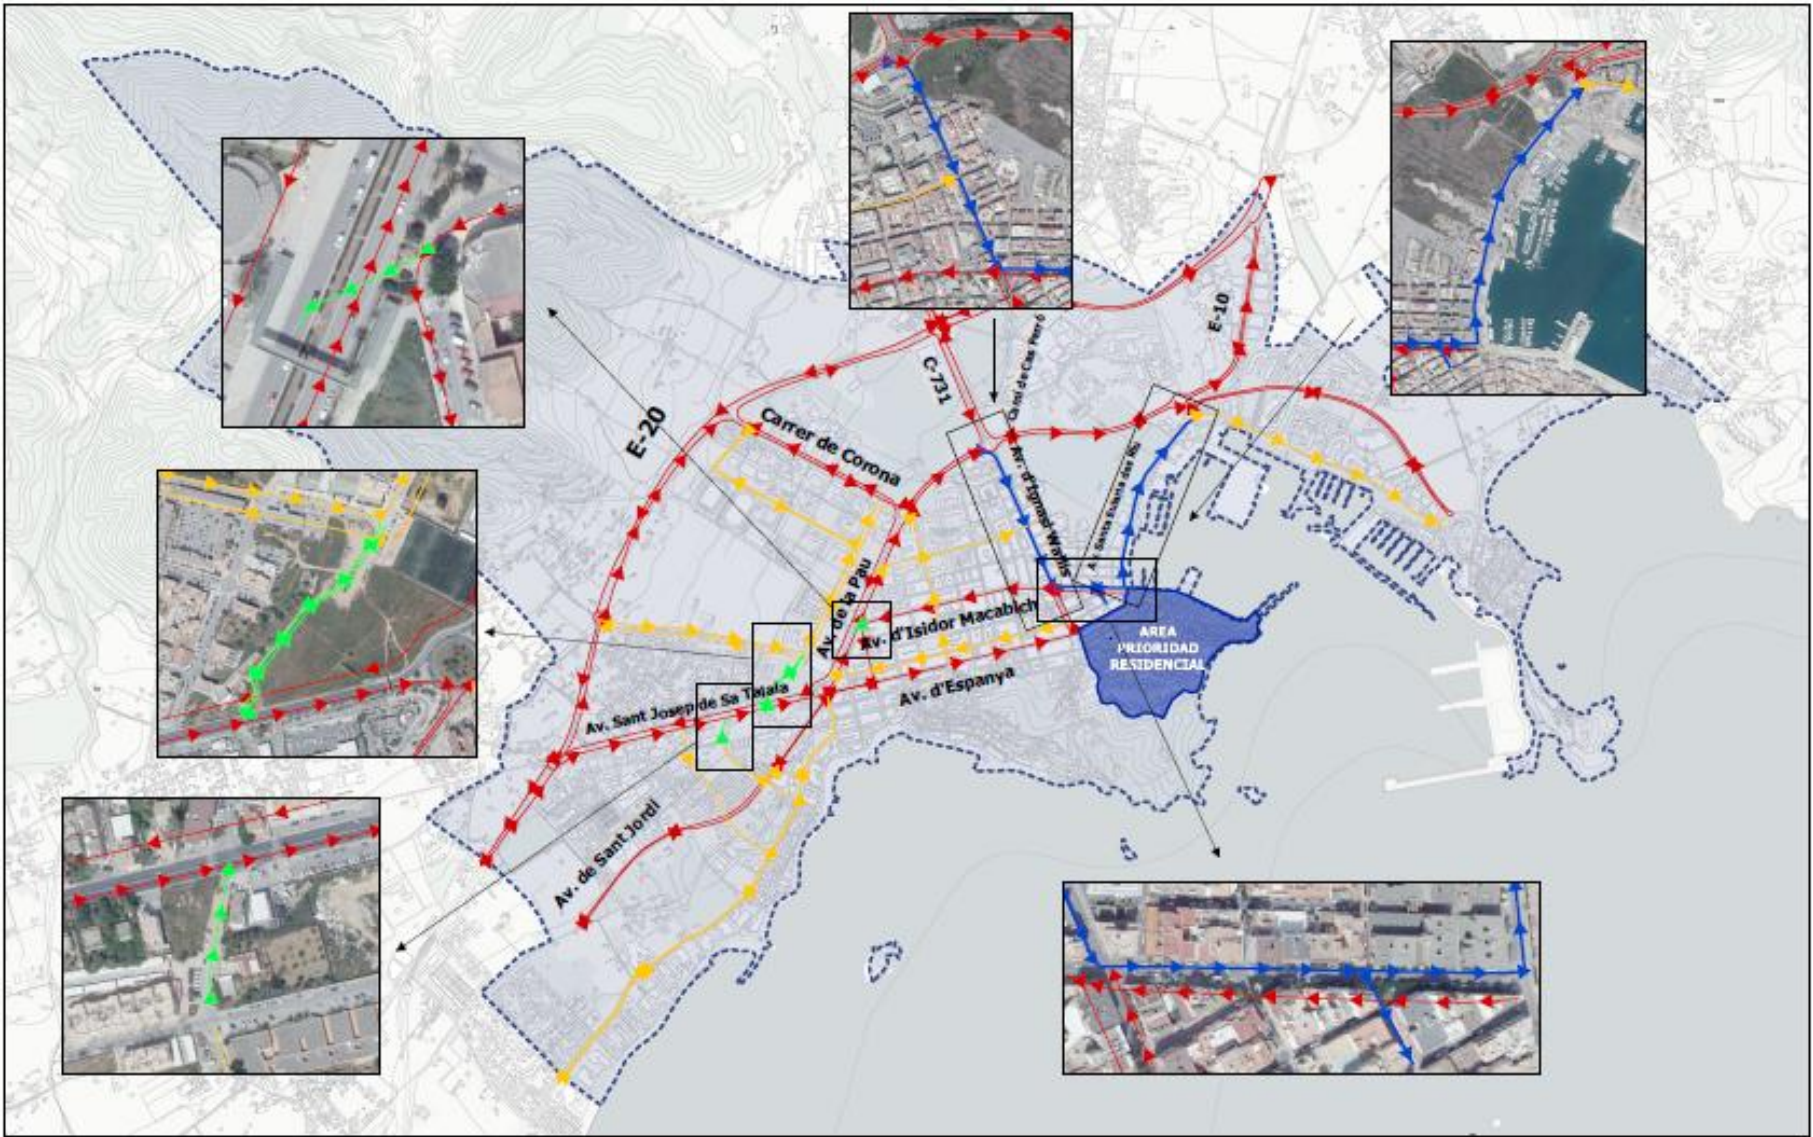 E-10
C-731
Camí de Cas Ferró
E-20
Carrer de Corona
Av. d'Ignasi Wallis
Av. Santa Eulària des Riu
Av. de la Pau
Av. d'Isidor Macabich
AREA
PRIORIDAD
RESIDENCIAL
Av. d'Espanya
Av. Sant Josep de Sa Talaia
Av. de Sant Jordi